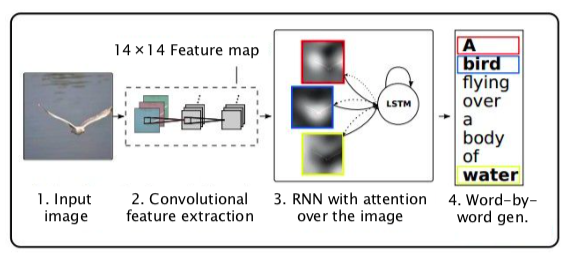 14×14 Feature map
LSTM
A
bird
flying
over
a
body
of
water
1. Input
image
2. Convolutional
feature extraction
3. RNN with attention
over the image
4. Word-by-
word gen.